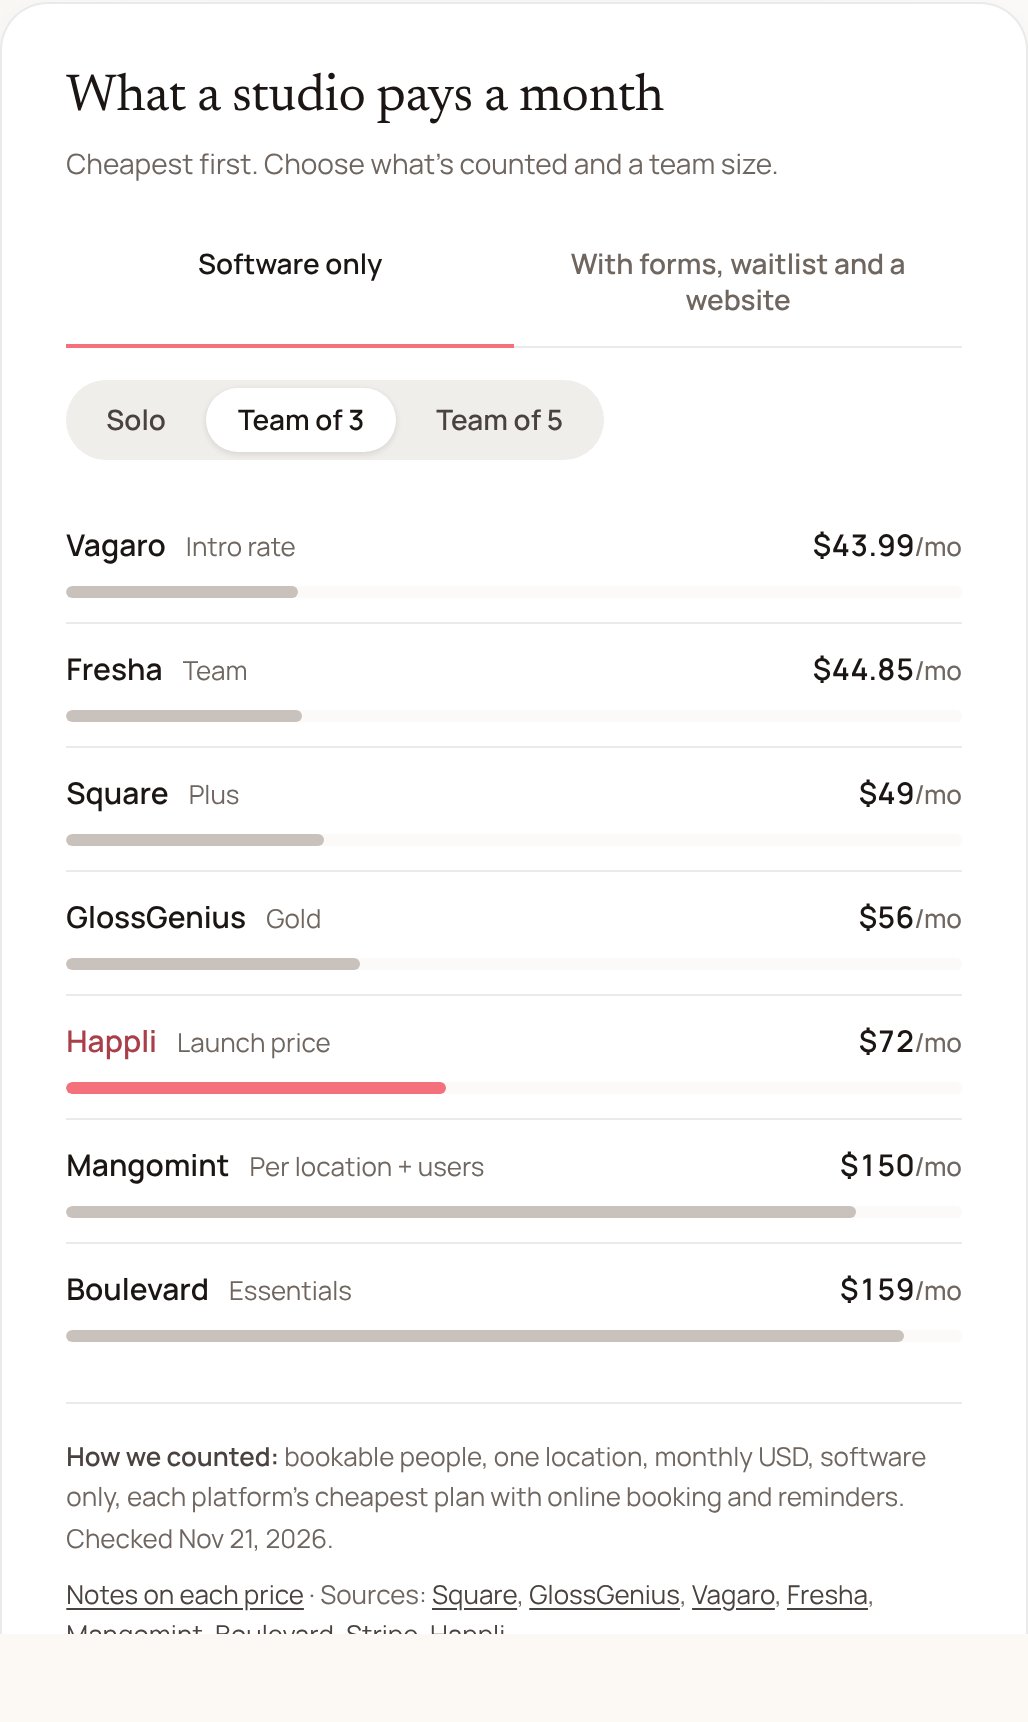 What a studio pays a month
Cheapest first. Choose what's counted and a team size.
Software only
With forms, waitlist and a
website
Solo
Team of 3
Team of 5
Vagaro Intro rate $43.99/mo
Fresha Team $44.85/mo
Square Plus $49/mo
GlossGenius Gold $56/mo
Happli Launch price $72/mo
Mangomint Per location + users $150/mo
Boulevard Essentials $159/mo
How we counted: bookable people, one location, monthly USD, software
only, each platform's cheapest plan with online booking and reminders.
Checked Nov 21, 2026.
Notes on each price · Sources: Square, GlossGenius, Vagaro, Fresha,
Mangomint, Boulevard, Stripe, Happli